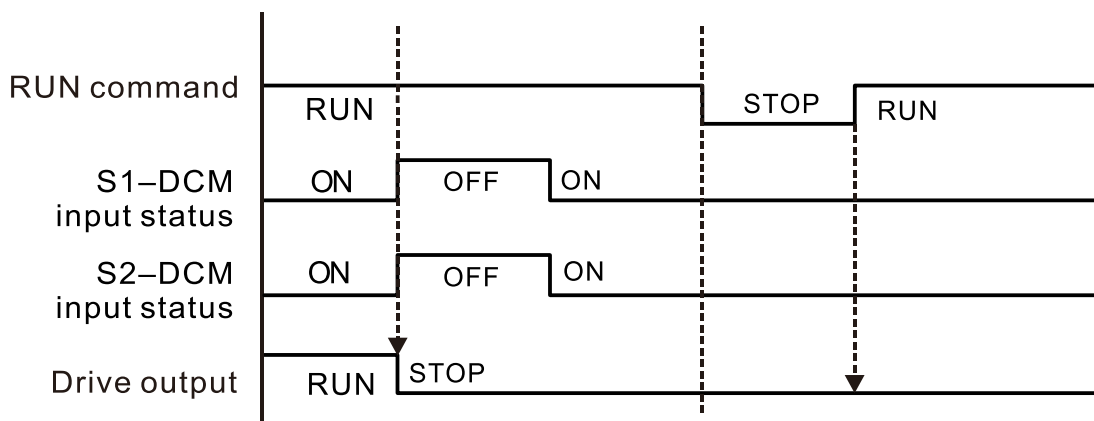 RUN command
RUN
STOP
RUN
S1–DCM
input status
ON
OFF
ON
S2–DCM
input status
ON
OFF
ON
Drive output
RUN
STOP